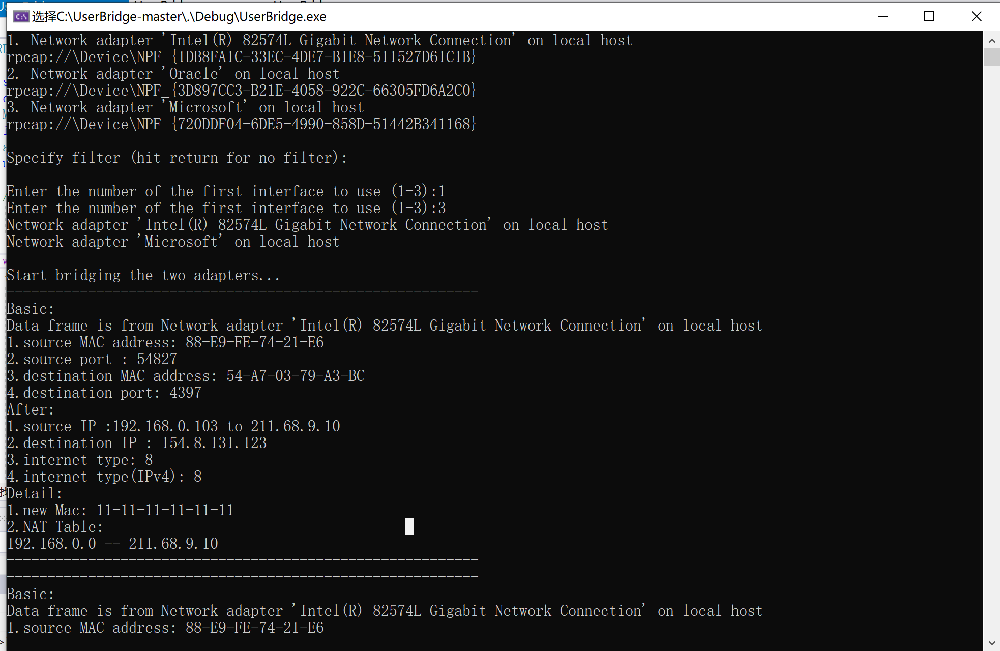 选择C:\UserBridge-master\.\Debug\UserBridge.exe
1. Network adapter 'Intel(R) 82574L Gigabit Network Connection' on local host
rpcap://\Device\NPF_{1DB8FA1C-33EC-4DE7-B1E8-511527D61C1B}
2. Network adapter 'Oracle' on local host
rpcap://\Device\NPF_{3D897CC3-B21E-4058-922C-66305FD6A2C0}
3. Network adapter 'Microsoft' on local host
rpcap://\Device\NPF_{720DDF04-6DE5-4990-858D-51442B341168}
Specify filter (hit return for no filter):
Enter the number of the first interface to use (1-3):1
Enter the number of the first interface to use (1-3):3
Network adapter 'Intel(R) 82574L Gigabit Network Connection' on local host
Network adapter 'Microsoft' on local host
Start bridging the two adapters...
----------------------------------------------------------
Basic:
Data frame is from Network adapter 'Intel(R) 82574L Gigabit Network Connection' on local host
1.source MAC address: 88-E9-FE-74-21-E6
2.source port : 54827
3.destination MAC address: 54-A7-03-79-A3-BC
4.destination port: 4397
After:
1.source IP :192.168.0.103 to 211.68.9.10
2.destination IP : 154.8.131.123
3.internet type: 8
4.internet type(IPv4): 8
Detail:
1.new Mac: 11-11-11-11-11-11
2.NAT Table:
192.168.0.0 -- 211.68.9.10
----------------------------------------------------------
----------------------------------------------------------
Basic:
Data frame is from Network adapter 'Intel(R) 82574L Gigabit Network Connection' on local host
1.source MAC address: 88-E9-FE-74-21-E6